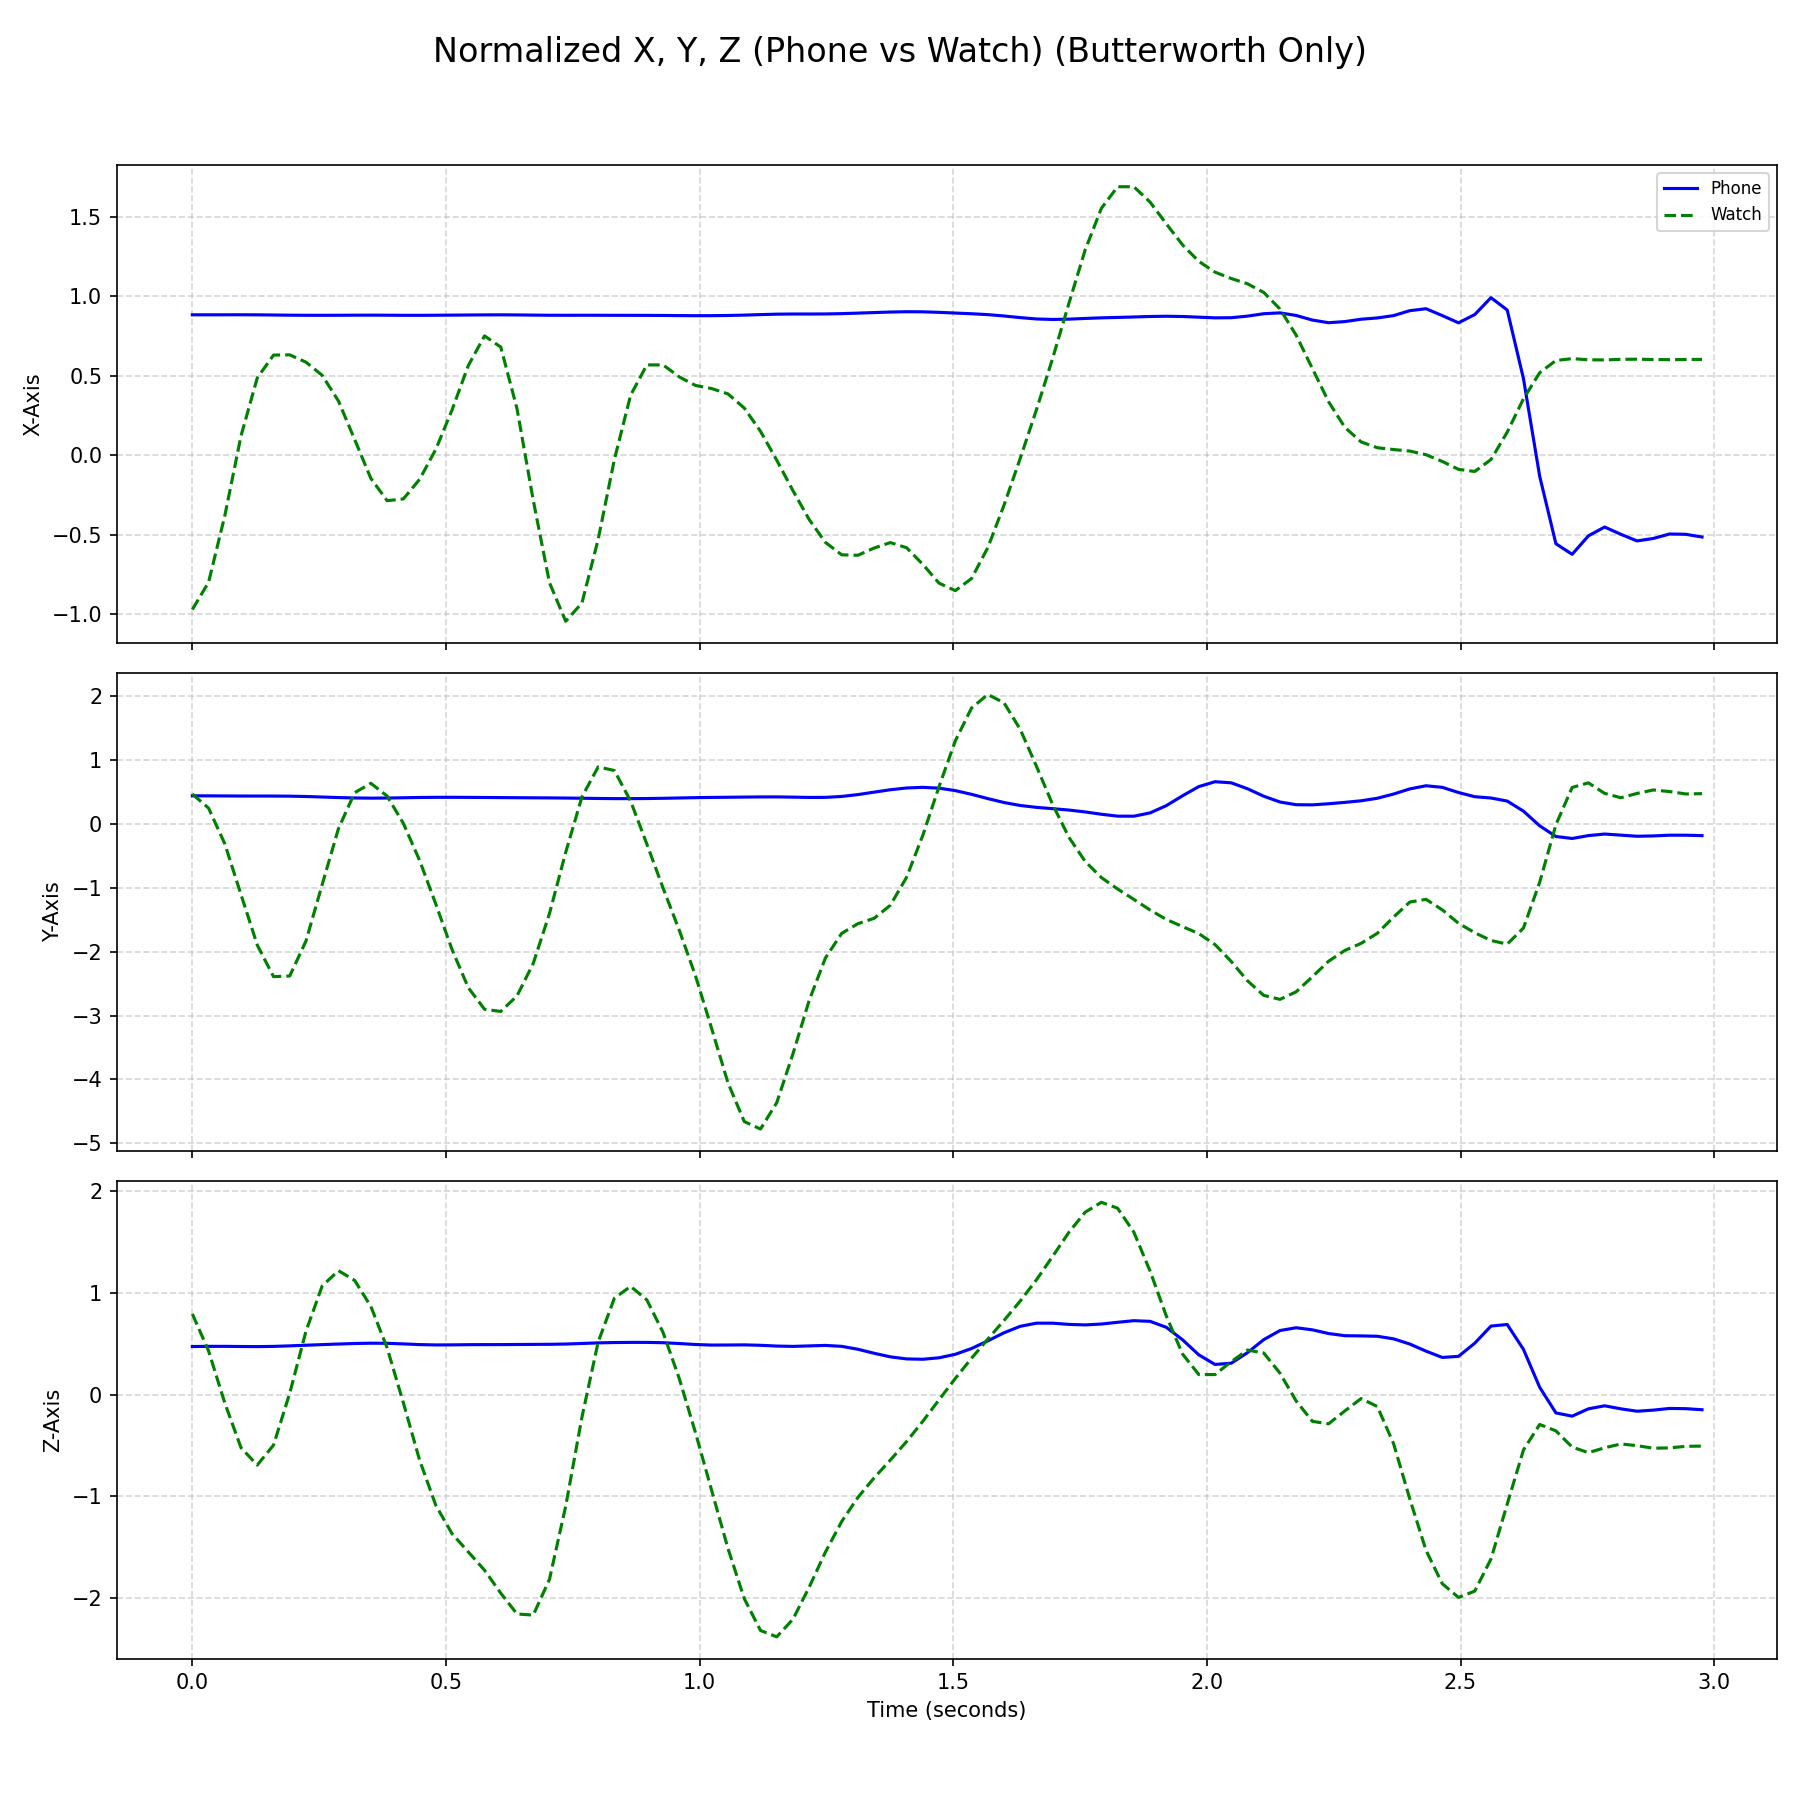 Normalized X, Y, Z (Phone vs Watch) (Butterworth Only)
Phone
Watch
1.5
1.0
0.5
0.0
−0.5
−1.0
X-Axis
2
1
0
−1
−2
−3
−4
−5
Y-Axis
2
1
0
−1
−2
Z-Axis
0.0 0.5 1.0 1.5 2.0 2.5 3.0
Time (seconds)